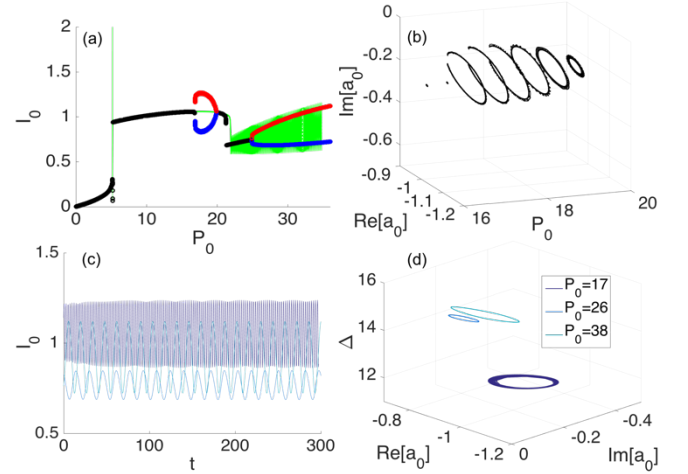 (a)
2
1.5
1
0.5
0
I0
0
10
20
30
P0
(b)
0
-0.2
-0.4
-0.6
-0.9
-1
-1.1
-1.2
Im[a0]
Re[a0]
16
18
20
P0
(c)
1.5
1
0.5
I0
0
100
200
300
t
(d)
16
14
12
Δ
P0=17
P0=26
P0=38
-0.8
-1
-1.2
Re[a0]
0
-0.2
-0.4
Im[a0]